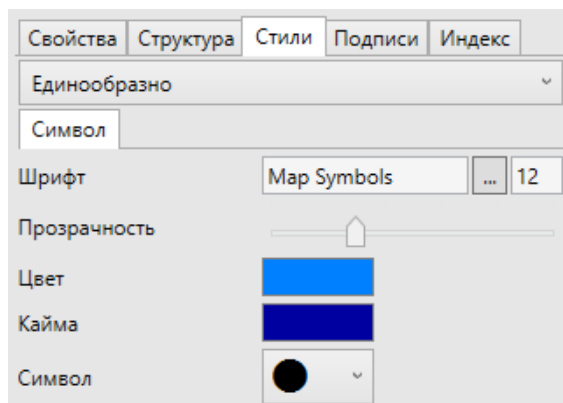 Свойства Структура Стили Подписи Индекс
Единообразно
Символ
Шрифт Map Symbols ... 12
Прозрачность
Цвет
Кайма
Символ